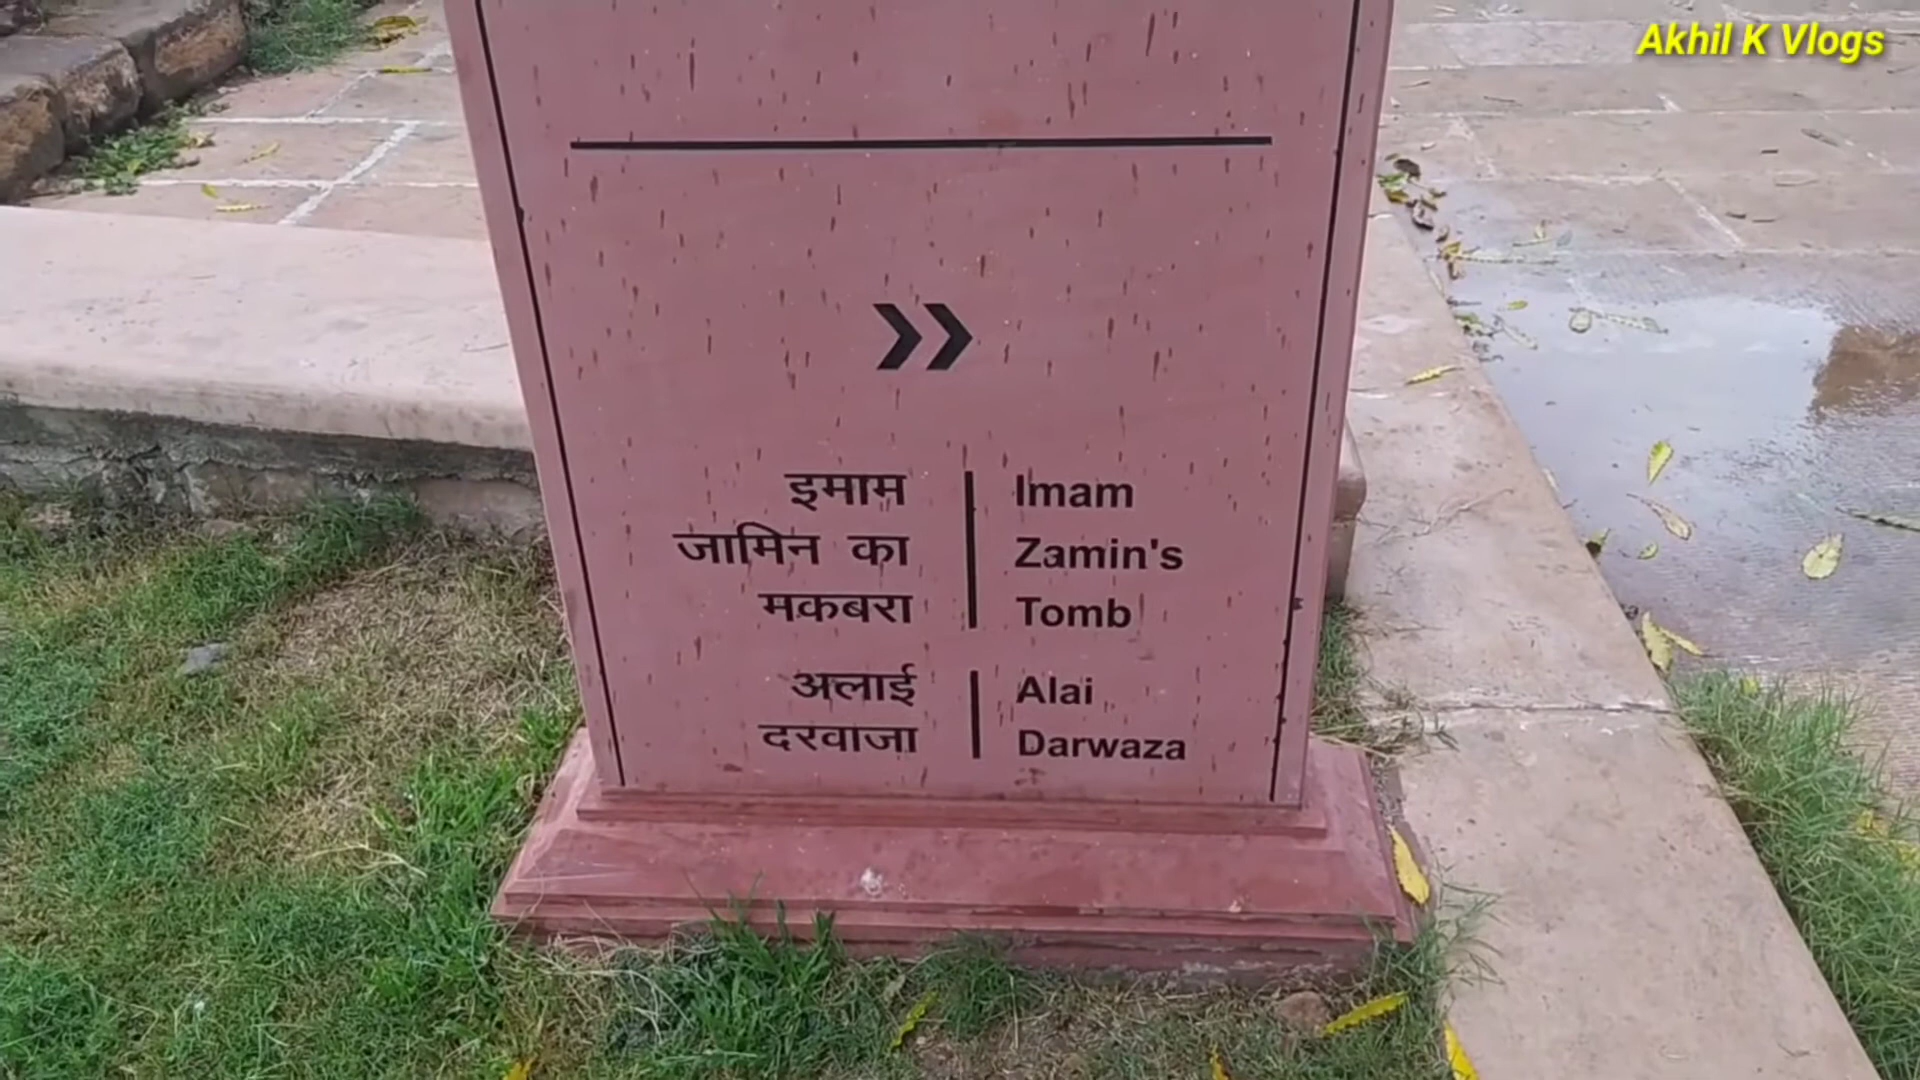 Akhil K Vlogs
इमाम | Imam
जामिन का | Zamin's
मकबरा | Tomb
अलाई | Alai
दरवाजा | Darwaza